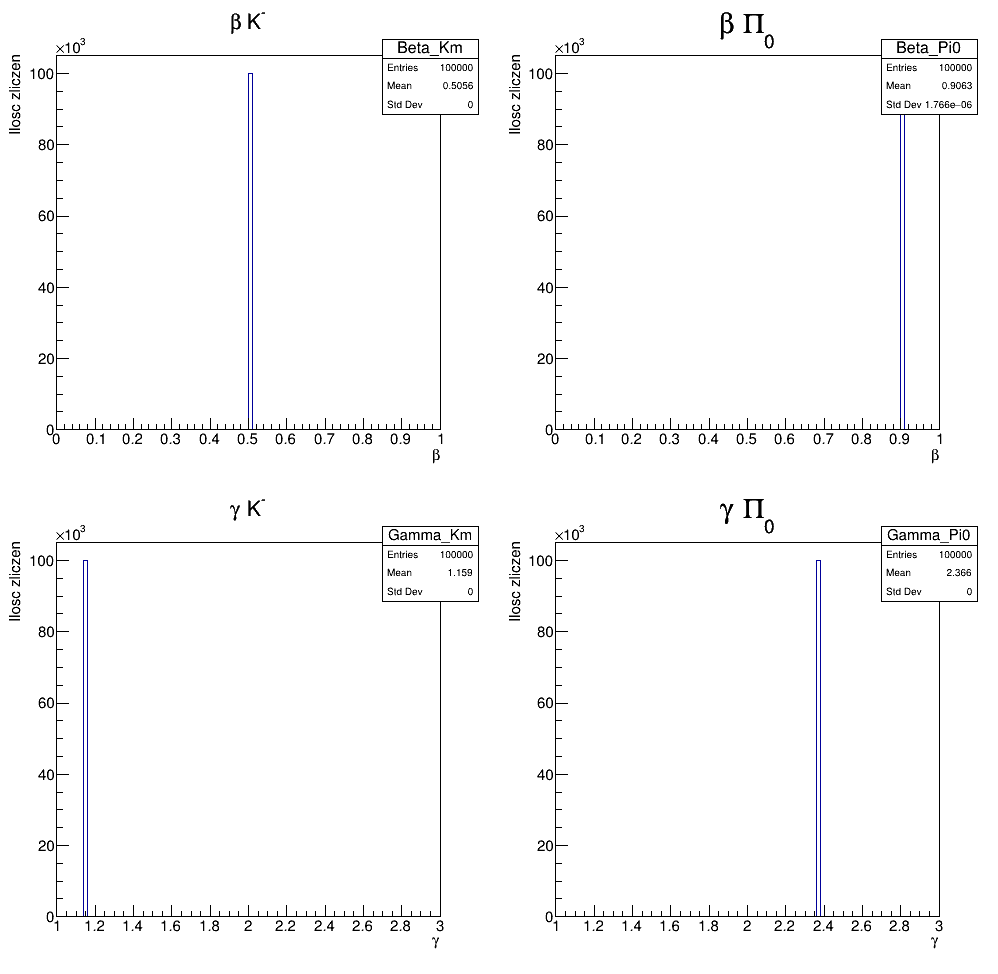 β K⁻
×10³
Ilosc zliczen
Beta_Km
Entries 100000
Mean 0.5056
Std Dev 0
100
80
60
40
20
0
0 0.1 0.2 0.3 0.4 0.5 0.6 0.7 0.8 0.9 1
β
β Π₀
×10³
Ilosc zliczen
Beta_Pi0
Entries 100000
Mean 0.9063
Std Dev 1.766e−06
100
80
60
40
20
0
0 0.1 0.2 0.3 0.4 0.5 0.6 0.7 0.8 0.9 1
β
γ K⁻
×10³
Ilosc zliczen
Gamma_Km
Entries 100000
Mean 1.159
Std Dev 0
100
80
60
40
20
0
1 1.2 1.4 1.6 1.8 2 2.2 2.4 2.6 2.8 3
γ
γ Π₀
×10³
Ilosc zliczen
Gamma_Pi0
Entries 100000
Mean 2.366
Std Dev 0
100
80
60
40
20
0
1 1.2 1.4 1.6 1.8 2 2.2 2.4 2.6 2.8 3
γ